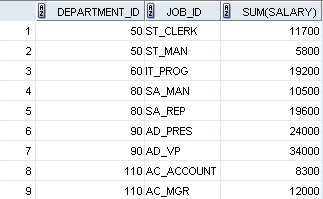 DEPARTMENT_ID JOB_ID SUM(SALARY)
1 50 ST_CLERK 11700
2 50 ST_MAN 5800
3 60 IT_PROG 19200
4 80 SA_MAN 10500
5 80 SA_REP 19600
6 90 AD_PRES 24000
7 90 AD_VP 34000
8 110 AC_ACCOUNT 8300
9 110 AC_MGR 12000